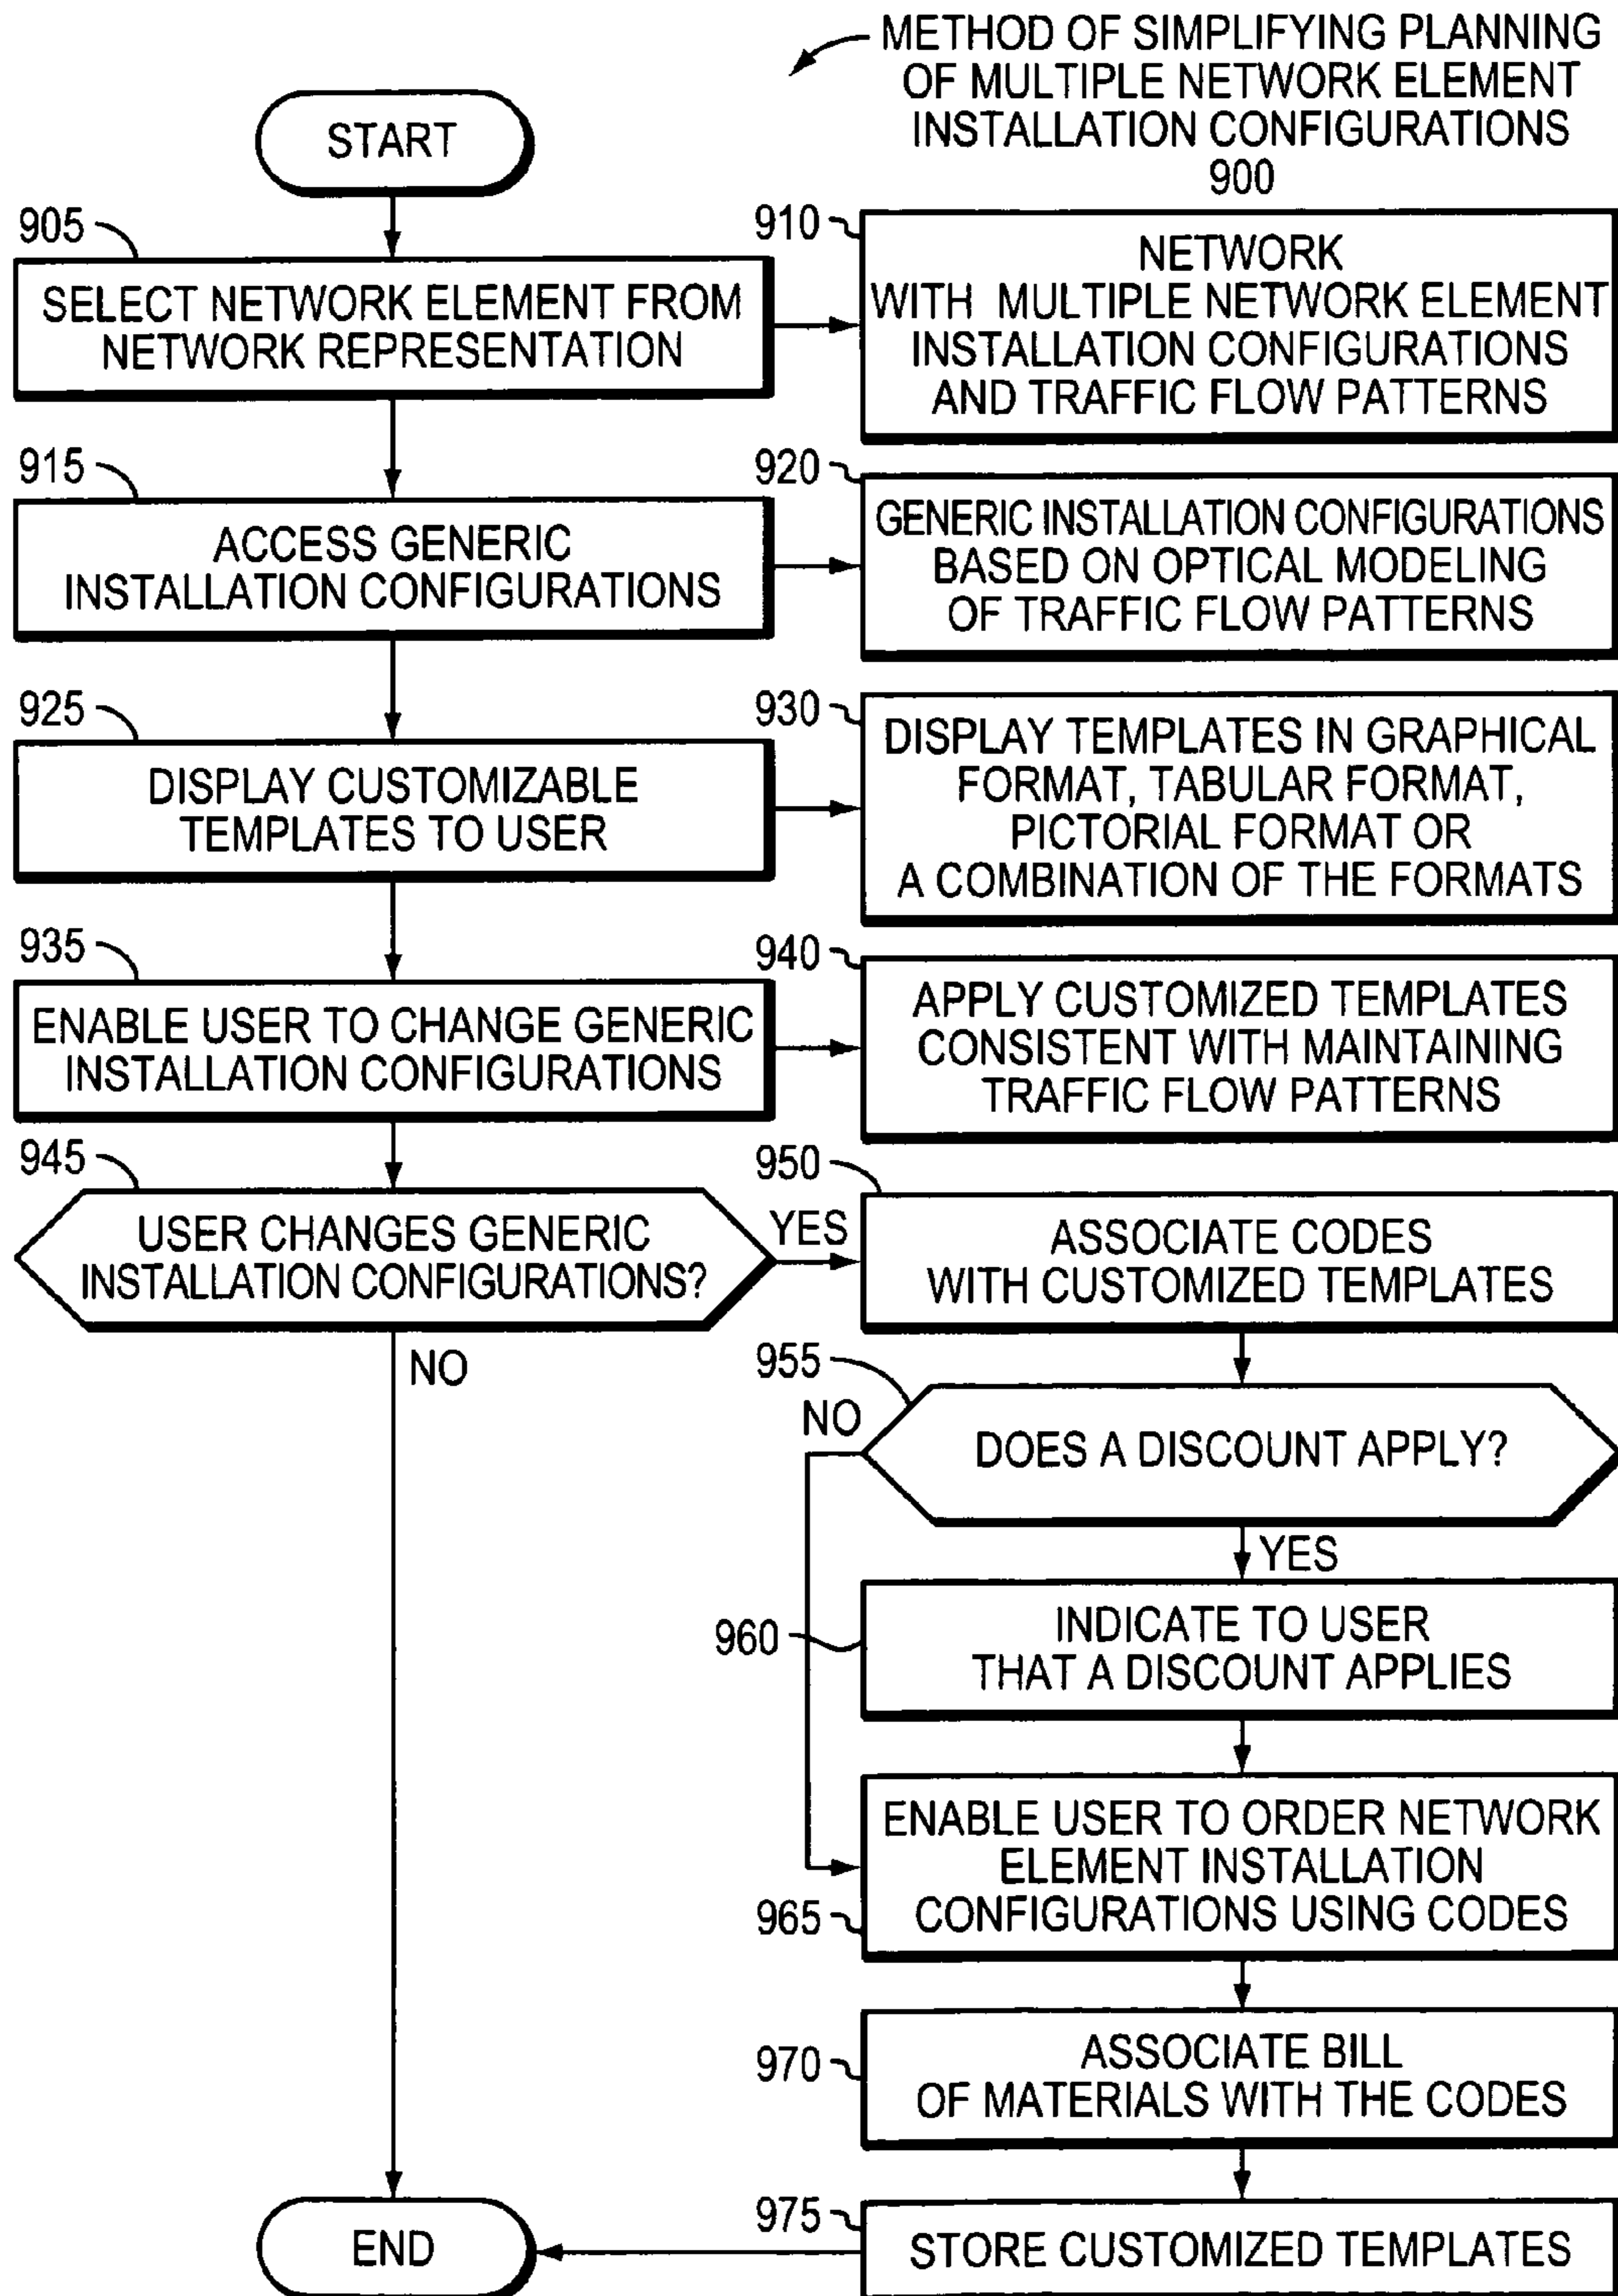 METHOD OF SIMPLIFYING PLANNING
OF MULTIPLE NETWORK ELEMENT
INSTALLATION CONFIGURATIONS
900
START
905
SELECT NETWORK ELEMENT FROM
NETWORK REPRESENTATION
910
NETWORK
WITH MULTIPLE NETWORK ELEMENT
INSTALLATION CONFIGURATIONS
AND TRAFFIC FLOW PATTERNS
915
ACCESS GENERIC
INSTALLATION CONFIGURATIONS
920
GENERIC INSTALLATION CONFIGURATIONS
BASED ON OPTICAL MODELING
OF TRAFFIC FLOW PATTERNS
925
DISPLAY CUSTOMIZABLE
TEMPLATES TO USER
930
DISPLAY TEMPLATES IN GRAPHICAL
FORMAT, TABULAR FORMAT,
PICTORIAL FORMAT OR
A COMBINATION OF THE FORMATS
935
ENABLE USER TO CHANGE GENERIC
INSTALLATION CONFIGURATIONS
940
APPLY CUSTOMIZED TEMPLATES
CONSISTENT WITH MAINTAINING
TRAFFIC FLOW PATTERNS
945
USER CHANGES GENERIC
INSTALLATION CONFIGURATIONS?
YES
NO
950
ASSOCIATE CODES
WITH CUSTOMIZED TEMPLATES
955
NO
DOES A DISCOUNT APPLY?
YES
960
INDICATE TO USER
THAT A DISCOUNT APPLIES
ENABLE USER TO ORDER NETWORK
ELEMENT INSTALLATION
CONFIGURATIONS USING CODES
965
970
ASSOCIATE BILL
OF MATERIALS WITH THE CODES
975
STORE CUSTOMIZED TEMPLATES
END